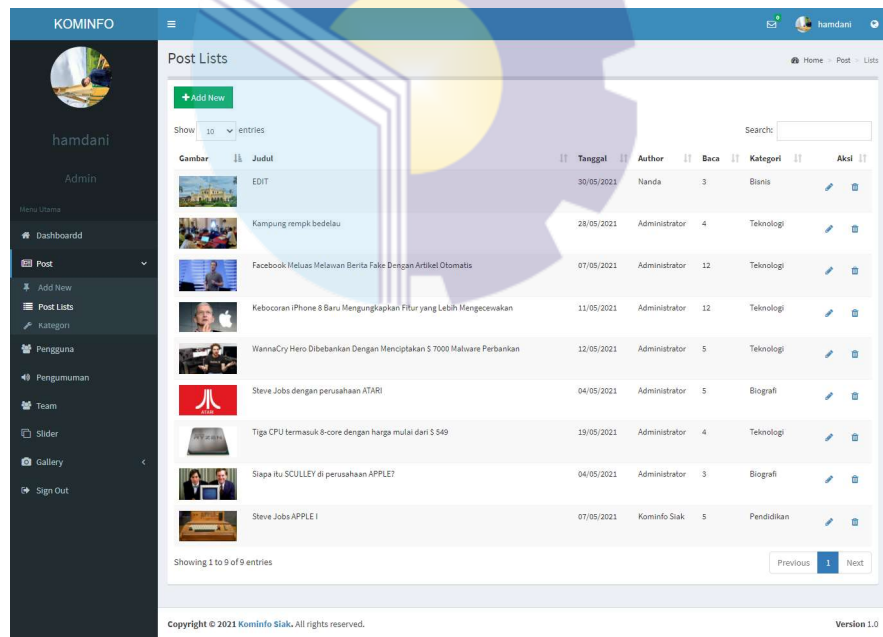 KOMINFO
0
hamdani
hamdani
Admin
Menu Utama
Dashboardd
Post
Add New
Post Lists
Kategori
Pengguna
Pengumuman
Team
Slider
Gallery
Sign Out
Post Lists
Home > Post > Lists
+ Add New
Show 10 entries Search:
Gambar Judul Tanggal Author Baca Kategori Aksi
EDIT 30/05/2021 Nanda 3 Bisnis
Kampung rempk bedelau 28/05/2021 Administrator 4 Teknologi
Facebook Meluas Melawan Berita Fake Dengan Artikel Otomatis 07/05/2021 Administrator 12 Teknologi
Kebocoran iPhone 8 Baru Mengungkapkan Fitur yang Lebih Mengecewakan 11/05/2021 Administrator 12 Teknologi
WannaCry Hero Dibebankan Dengan Menciptakan $ 7000 Malware Perbankan 12/05/2021 Administrator 5 Teknologi
Steve Jobs dengan perusahaan ATARI 04/05/2021 Administrator 5 Biografi
ATARI
Tiga CPU termasuk 8-core dengan harga mulai dari $ 549 19/05/2021 Administrator 4 Teknologi
RYZEN
Siapa itu SCULLEY di perusahaan APPLE? 04/05/2021 Administrator 3 Biografi
Steve Jobs APPLE I 07/05/2021 Kominfo Siak 5 Pendidikan
Showing 1 to 9 of 9 entries
Previous 1 Next
Copyright © 2021 Kominfo Siak. All rights reserved. Version 1.0